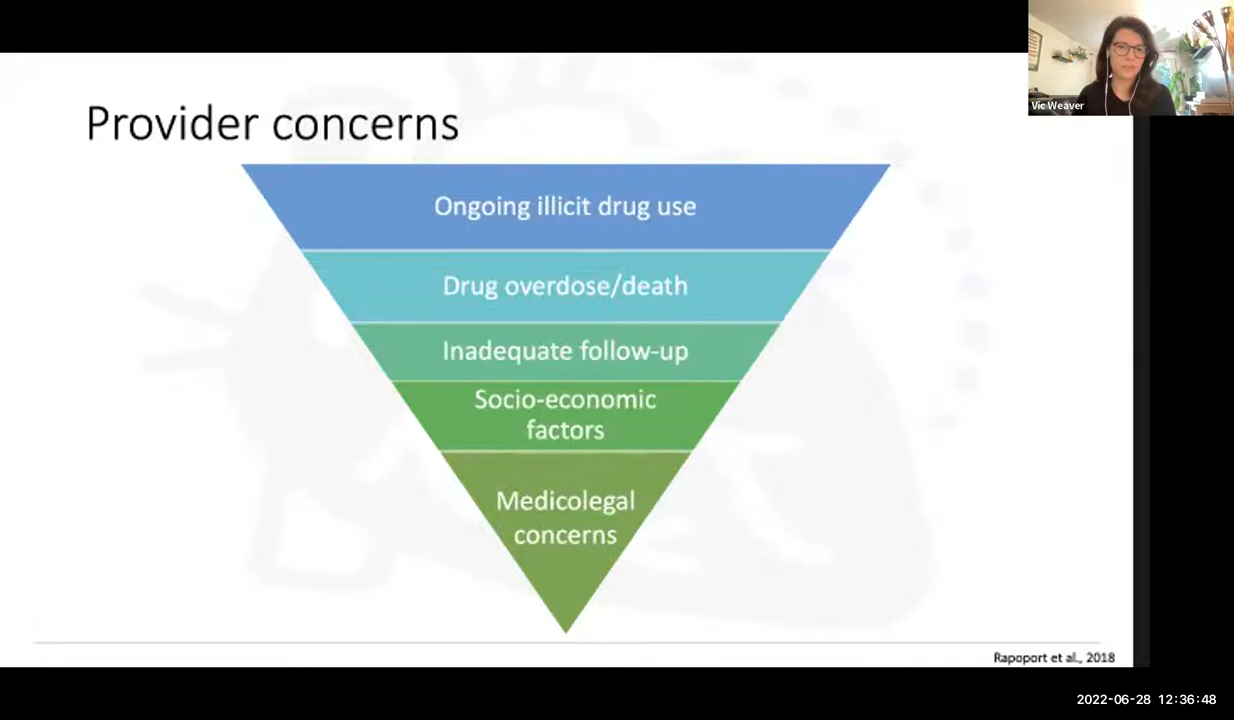 Vic Weaver
Provider concerns
Ongoing illicit drug use
Drug overdose/death
Inadequate follow-up
Socio-economic
factors
Medicolegal
concerns
Rapoport et al., 2018
2022-06-28 12:36:48